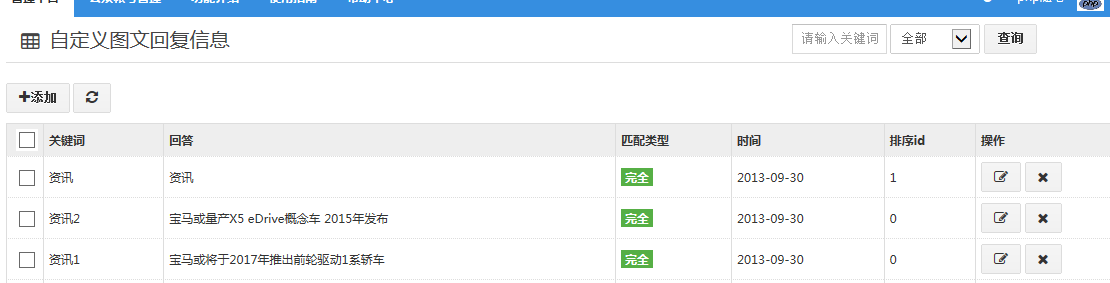 自定义图文回复信息 请输入关键词 全部 查询
添加
关键词 回答 匹配类型 时间 排序id 操作
资讯 资讯 完全 2013-09-30 1
资讯2 宝马或量产X5 eDrive概念车 2015年发布 完全 2013-09-30 0
资讯1 宝马或将于2017年推出前轮驱动1系轿车 完全 2013-09-30 0